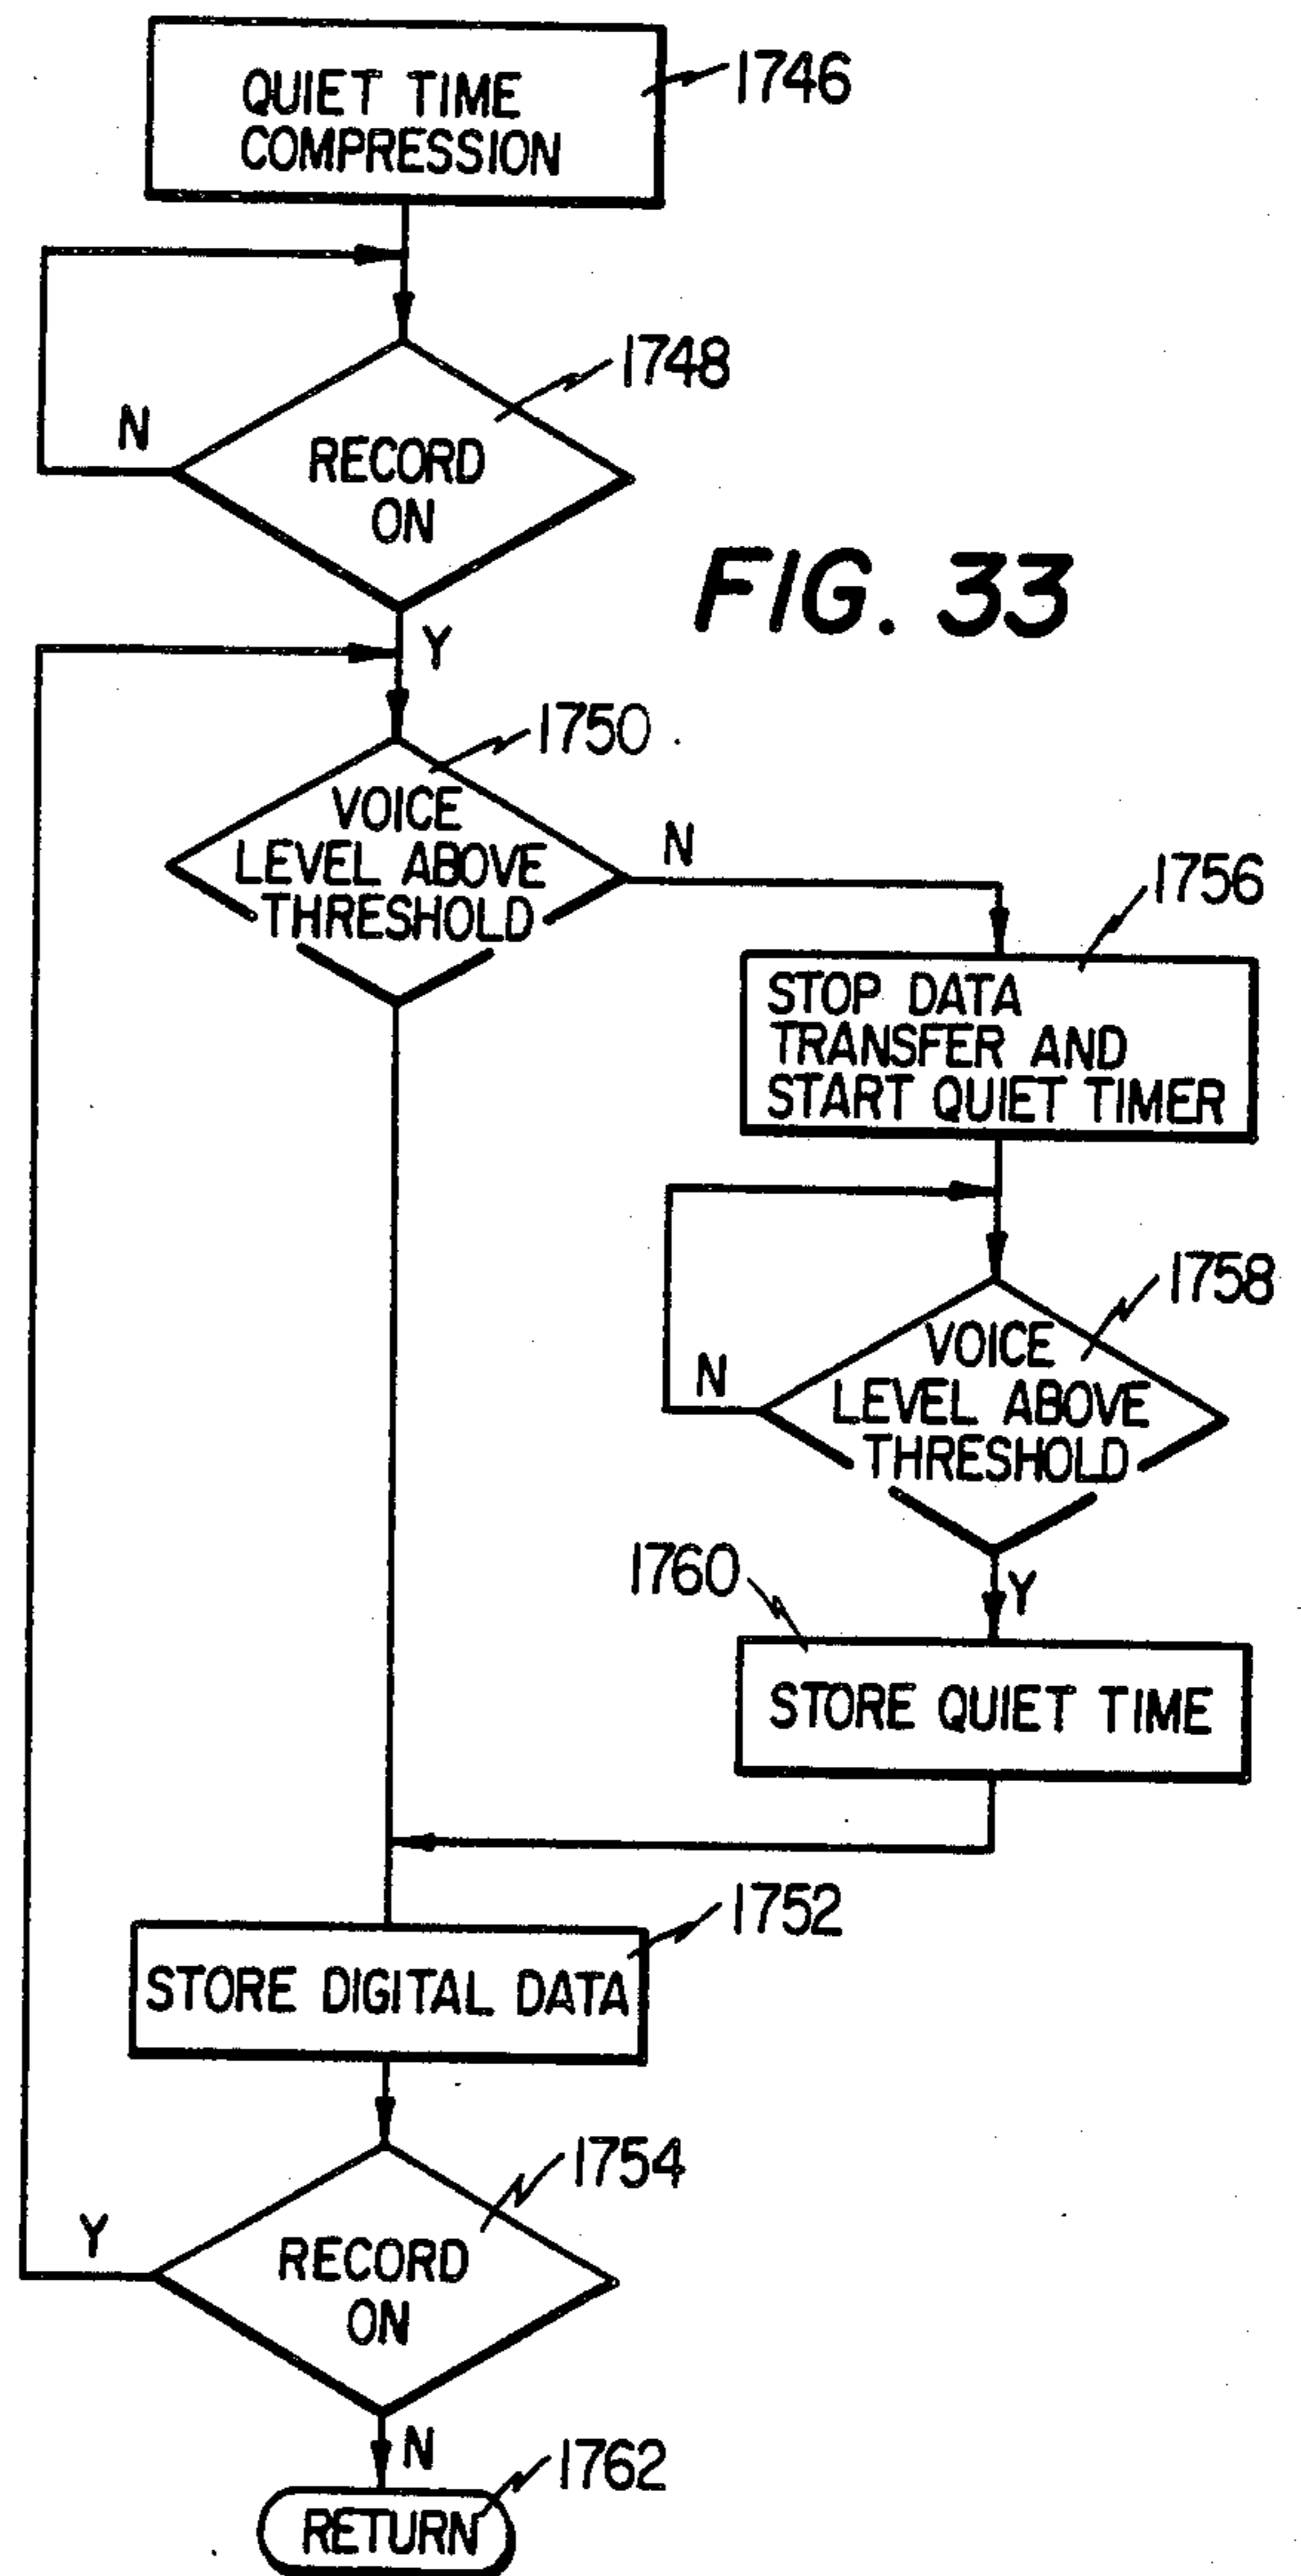 QUIET TIME
COMPRESSION
1746
1748
N
RECORD
ON
FIG. 33
Y
1750
VOICE
LEVEL ABOVE
THRESHOLD
N
1756
STOP DATA
TRANSFER AND
START QUIET TIMER
1758
VOICE
LEVEL ABOVE
THRESHOLD
N
Y
1760
STORE QUIET TIME
1752
STORE DIGITAL DATA
1754
Y
RECORD
ON
N
1762
RETURN